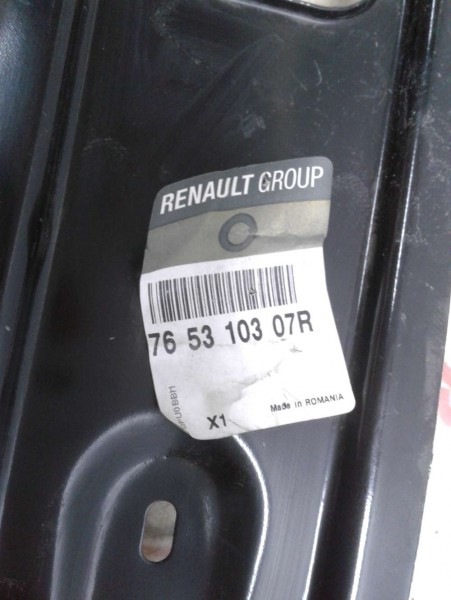 RENAULT GROUP
76 53 103 07R
X1
Made in ROMANIA